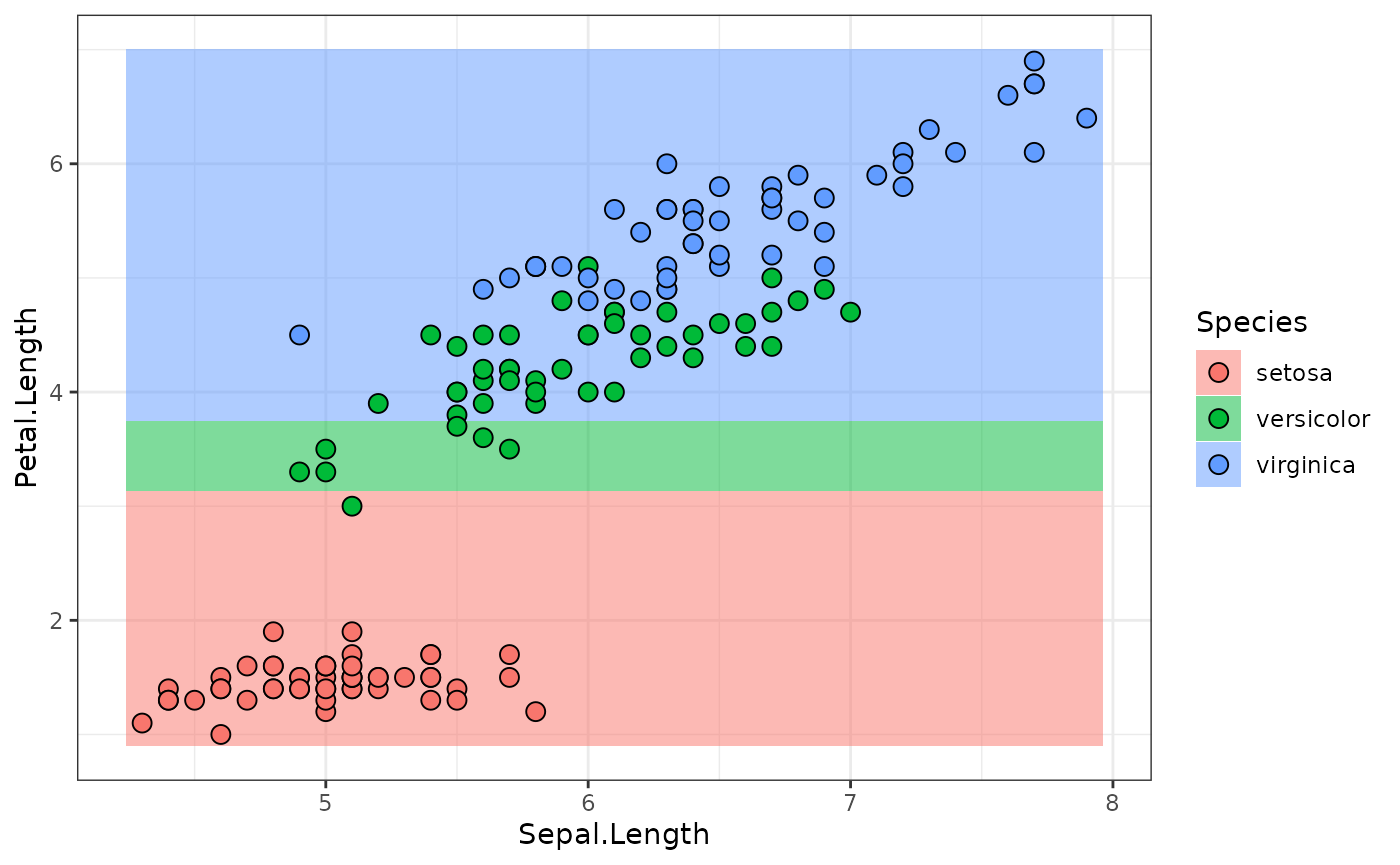 Petal.Length
6
4
2
5 6 7 8
Sepal.Length
Species
setosa
versicolor
virginica